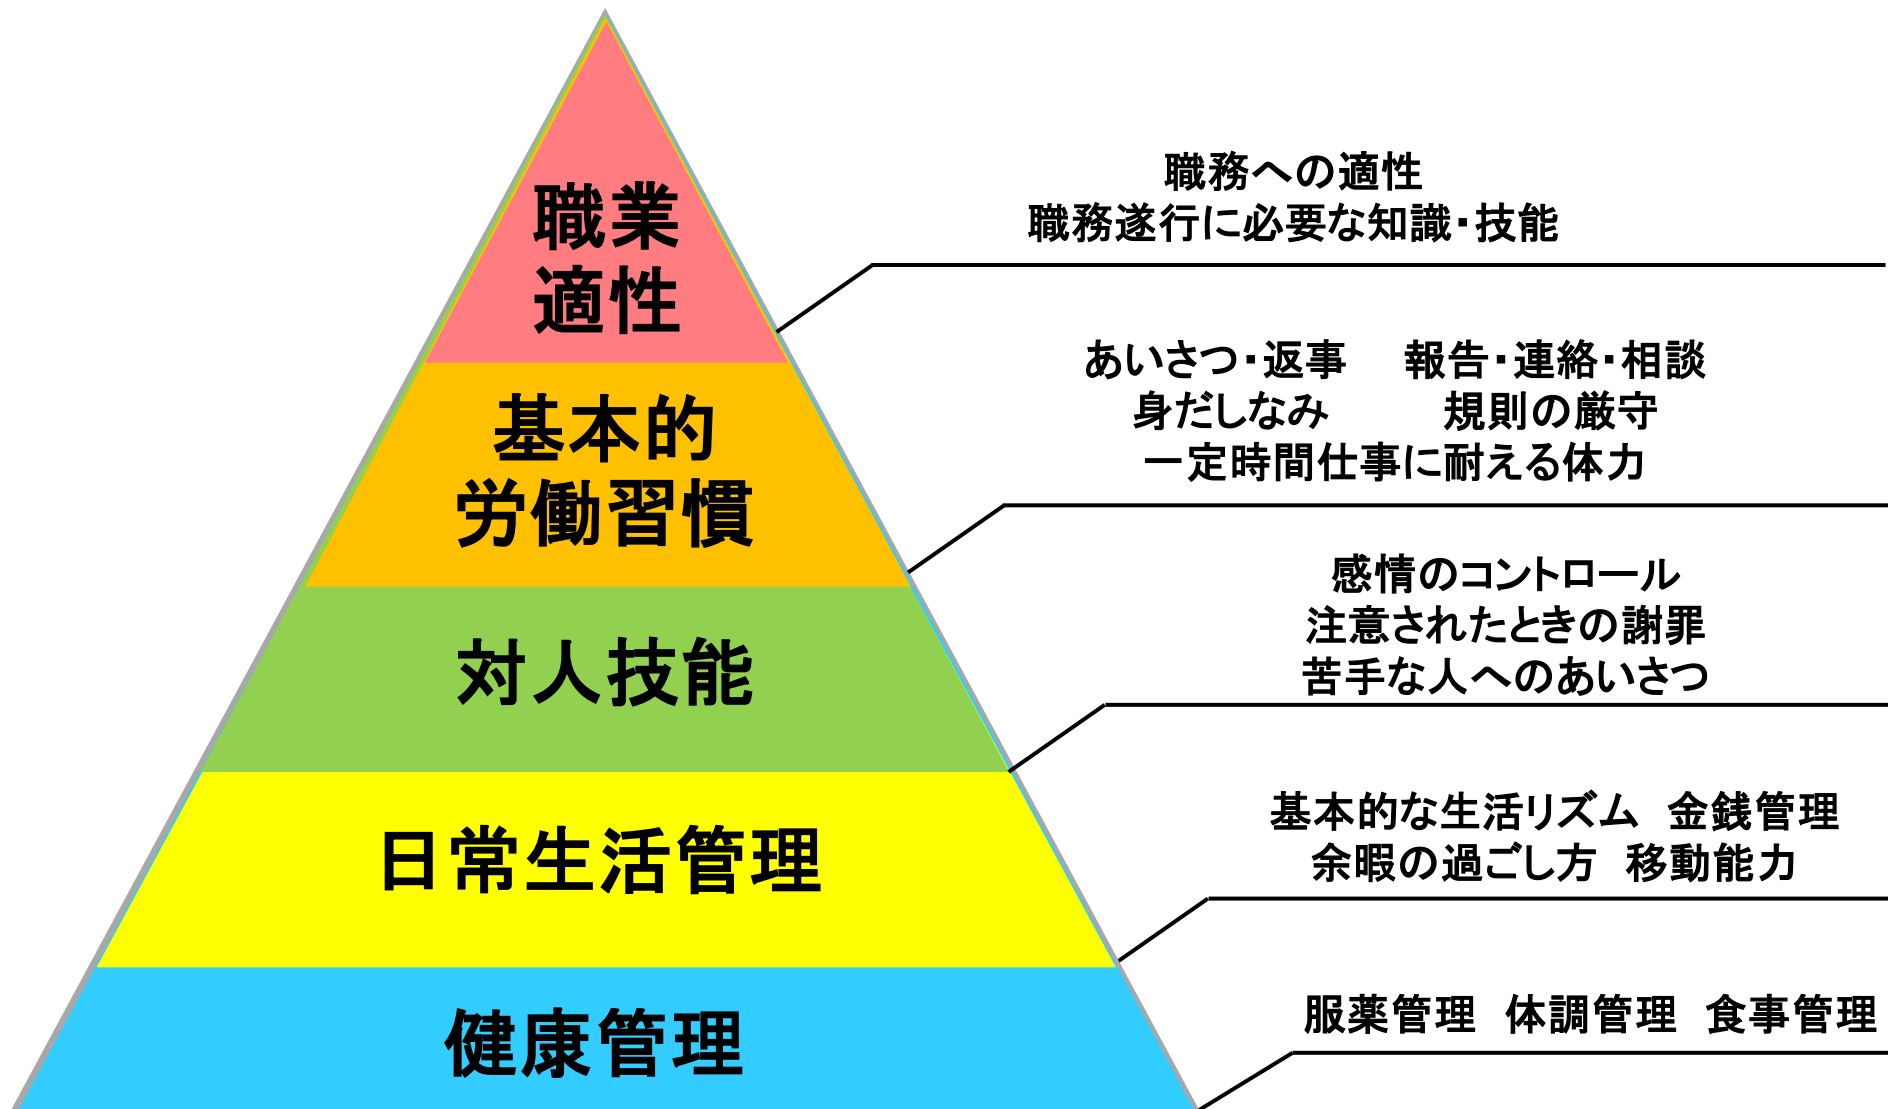 職業
適性
職務への適性
職務遂行に必要な知識・技能
基本的
労働習慣
あいさつ・返事　報告・連絡・相談
身だしなみ　規則の厳守
一定時間仕事に耐える体力
対人技能
感情のコントロール
注意されたときの謝罪
苦手な人へのあいさつ
日常生活管理
基本的な生活リズム　金銭管理
余暇の過ごし方　移動能力
健康管理
服薬管理　体調管理　食事管理